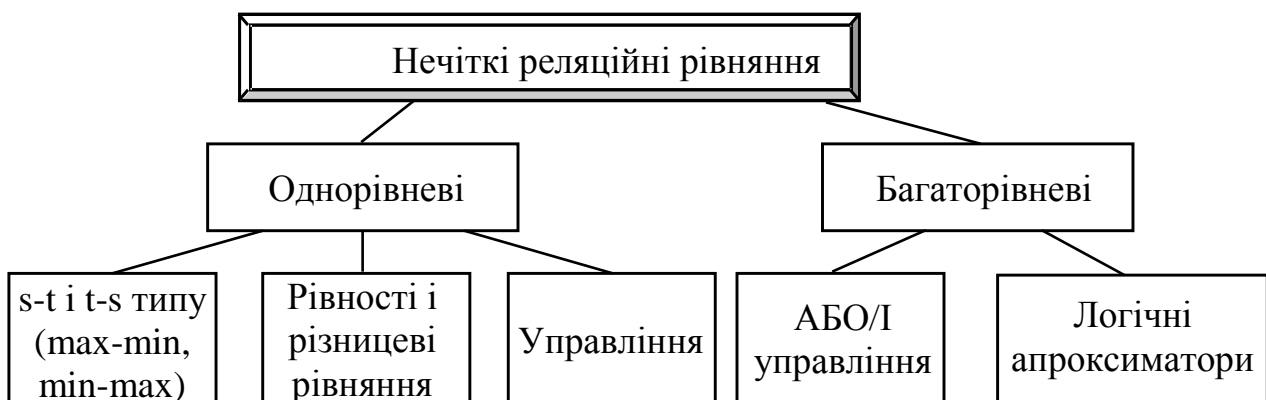 Нечіткі реляційні рівняння
Однорівневі
Багаторівневі
s-t і t-s типу
(max-min,
min-max)
Рівності і
різницеві
рівняння
Управління
АБО/І
управління
Логічні
апроксиматори